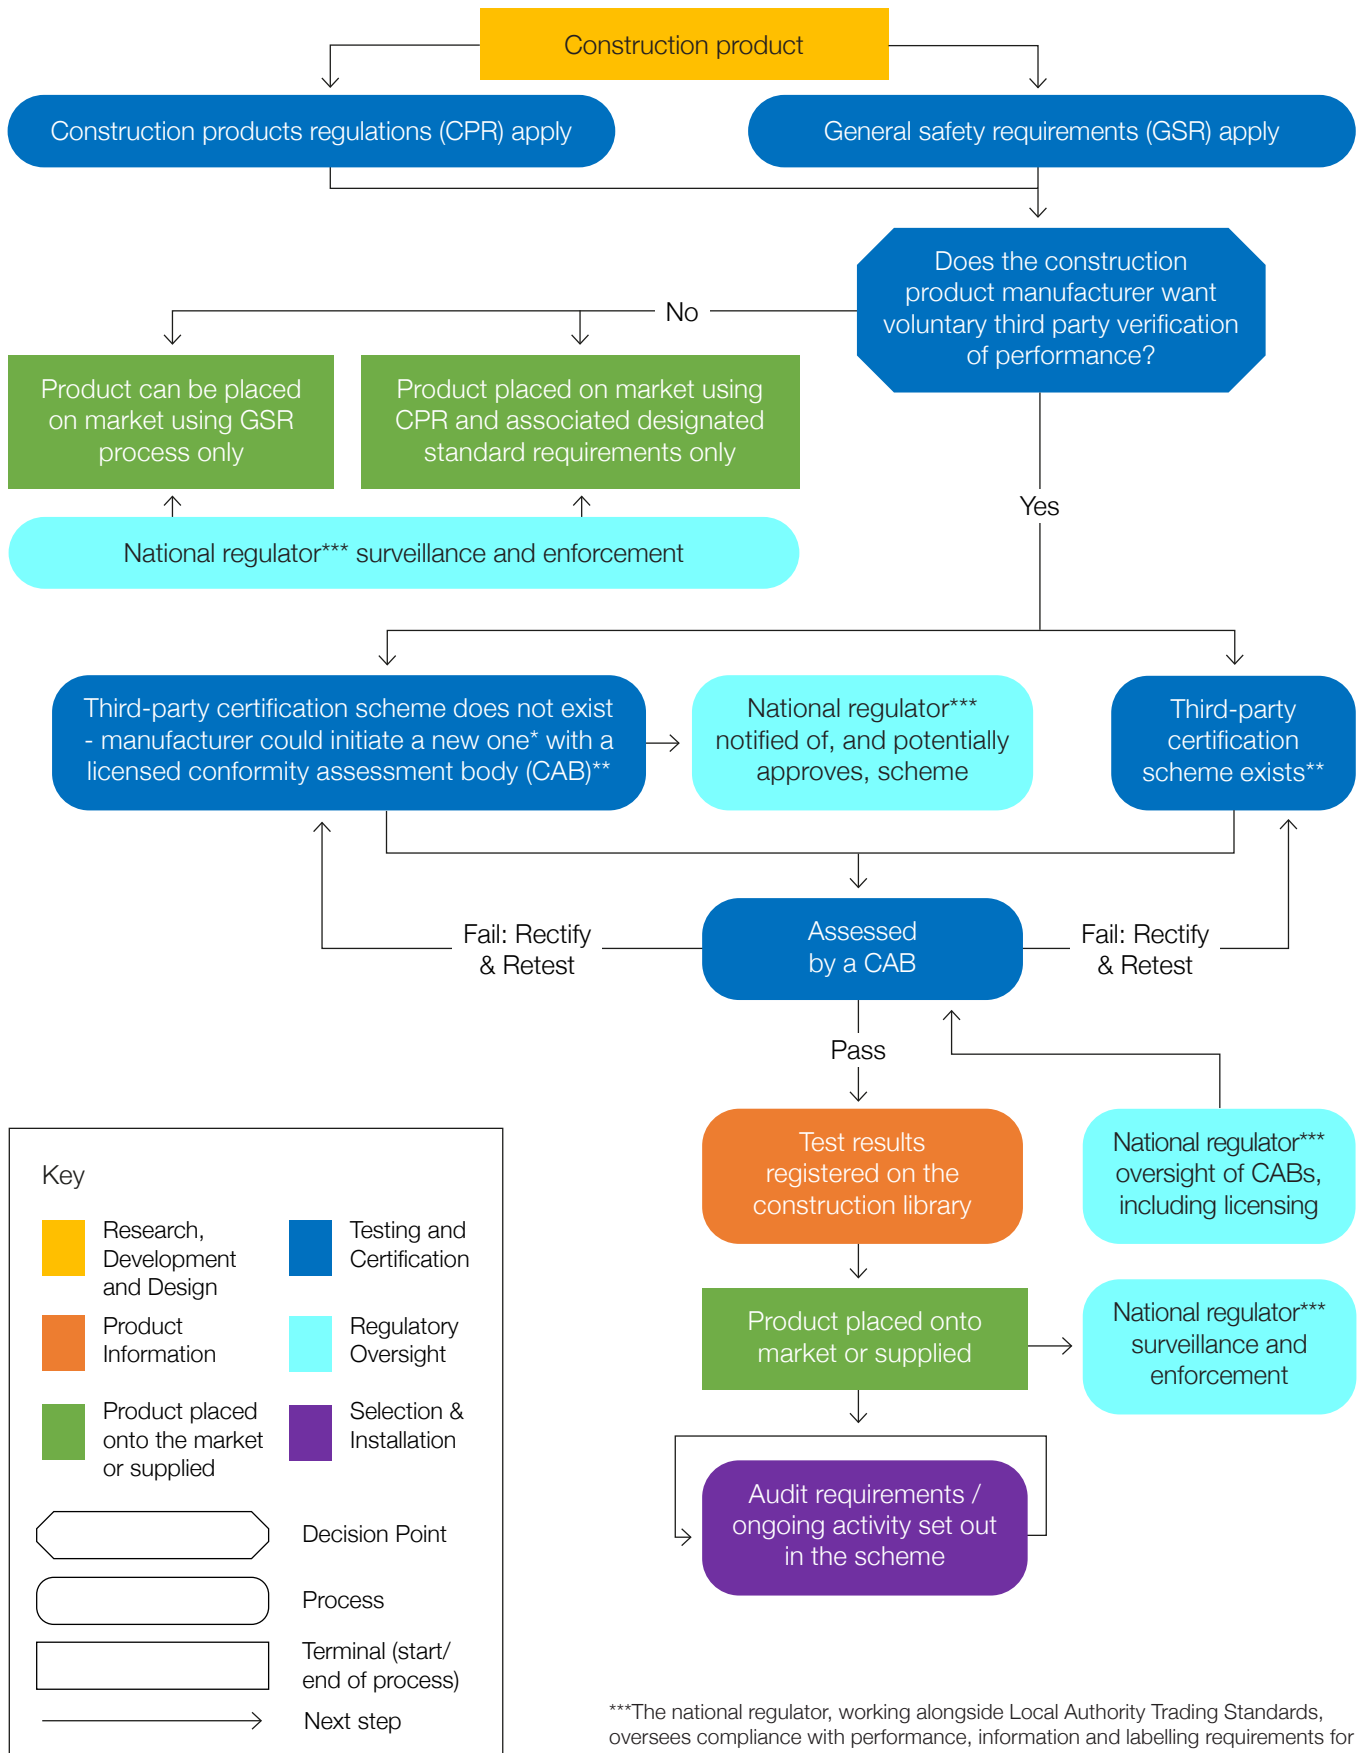 Construction product
Construction products regulations (CPR) apply
General safety requirements (GSR) apply
Does the construction
product manufacturer want
voluntary third party verification
of performance?
No
Product can be placed
on market using GSR
process only
Product placed on market using
CPR and associated designated
standard requirements only
Yes
National regulator*** surveillance and enforcement
Third-party certification scheme does not exist
- manufacturer could initiate a new one* with a
licensed conformity assessment body (CAB)**
National regulator***
notified of, and potentially
approves, scheme
Third-party
certification
scheme exists**
Fail: Rectify
& Retest
Assessed
by a CAB
Fail: Rectify
& Retest
Pass
Test results
registered on the
construction library
National regulator***
oversight of CABs,
including licensing
Product placed onto
market or supplied
National regulator***
surveillance and
enforcement
Audit requirements /
ongoing activity set out
in the scheme
Key
Research,
Development
and Design
Testing and
Certification
Product
Information
Regulatory
Oversight
Product placed
onto the market
or supplied
Selection &
Installation
Decision Point
Process
Terminal (start/
end of process)
Next step
***The national regulator, working alongside Local Authority Trading Standards,
oversees compliance with performance, information and labelling requirements for